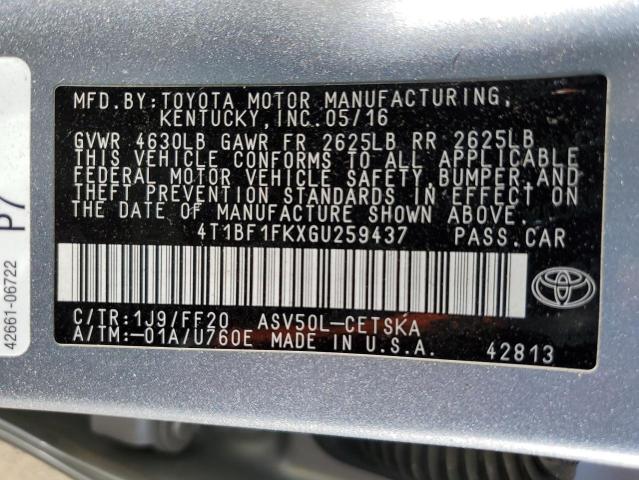 MFD.BY:TOYOTA MOTOR MANUFACTURING,
KENTUCKY, INC. 05/16
GVWR 4630LB GAWR FR 2625LB RR 2625LB
THIS VEHICLE CONFORMS TO ALL APPLICABLE
FEDERAL MOTOR VEHICLE SAFETY, BUMPER, AND
THEFT PREVENTION STANDARDS IN EFFECT ON
THE DATE OF MANUFACTURE SHOWN ABOVE.
4T1BF1FKXGU259437 PASS.CAR
C/TR:1J9/FF20 ASV50L-CETSKA
A/TM:-01A/U760E MADE IN U.S.A. 42813
42661-06722 P7